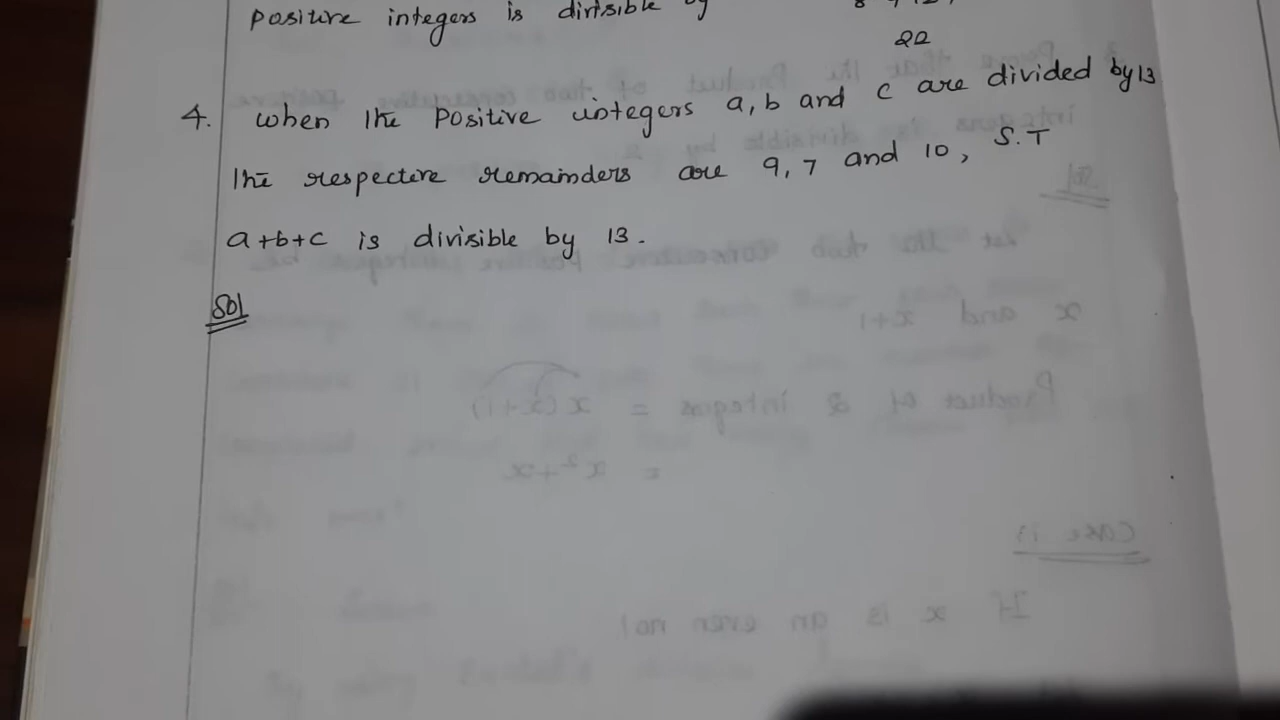 positive integers is divisible by
22
4. when the positive integers a, b and c are divided by 13
the respective remainders are 9, 7 and 10, S.T
a+b+c is divisible by 13.
Sol